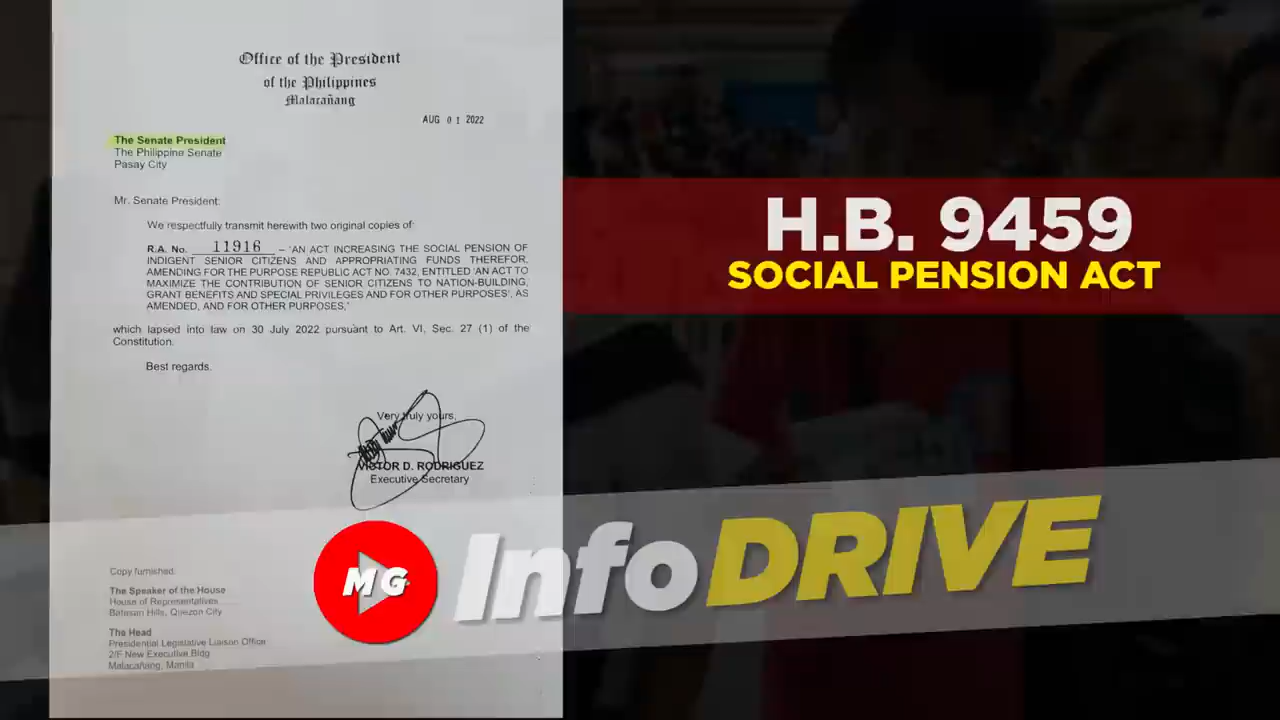 Office of the President
of the Philippines
Malacañang
AUG 01 2022
The Senate President
The Philippine Senate
Pasay City
Mr. Senate President:
We respectfully transmit herewith two original copies of:
R.A. No. 11916 – 'AN ACT INCREASING THE SOCIAL PENSION OF
INDIGENT SENIOR CITIZENS AND APPROPRIATING FUNDS THEREFOR,
AMENDING FOR THE PURPOSE REPUBLIC ACT NO. 7432, ENTITLED 'AN ACT TO
MAXIMIZE THE CONTRIBUTION OF SENIOR CITIZENS TO NATION-BUILDING,
GRANT BENEFITS AND SPECIAL PRIVILEGES AND FOR OTHER PURPOSES', AS
AMENDED, AND FOR OTHER PURPOSES,'
which lapsed into law on 30 July 2022 pursuant to Art. VI, Sec. 27 (1) of the
Constitution.
Best regards.
Very truly yours,
VICTOR D. RODRIGUEZ
Executive Secretary
Copy furnished:
The Speaker of the House
House of Representatives
Batasan Hills, Quezon City
The Head
Presidential Legislative Liaison Office
2/F New Executive Bldg
Malacañang, Manila
H.B. 9459
SOCIAL PENSION ACT
MG
InfoDRIVE